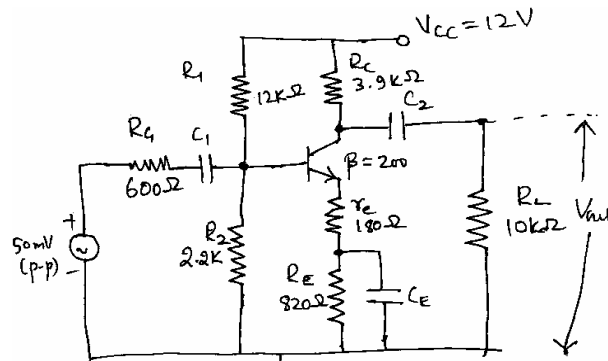 VCC = 12V
R1
12KΩ
RC
3.9KΩ
C2
RG
600Ω
C1
β = 200
re
180Ω
RL
10KΩ
Vout
50mV
(p-p)
+
-
R2
2.2K
RE
820Ω
CE